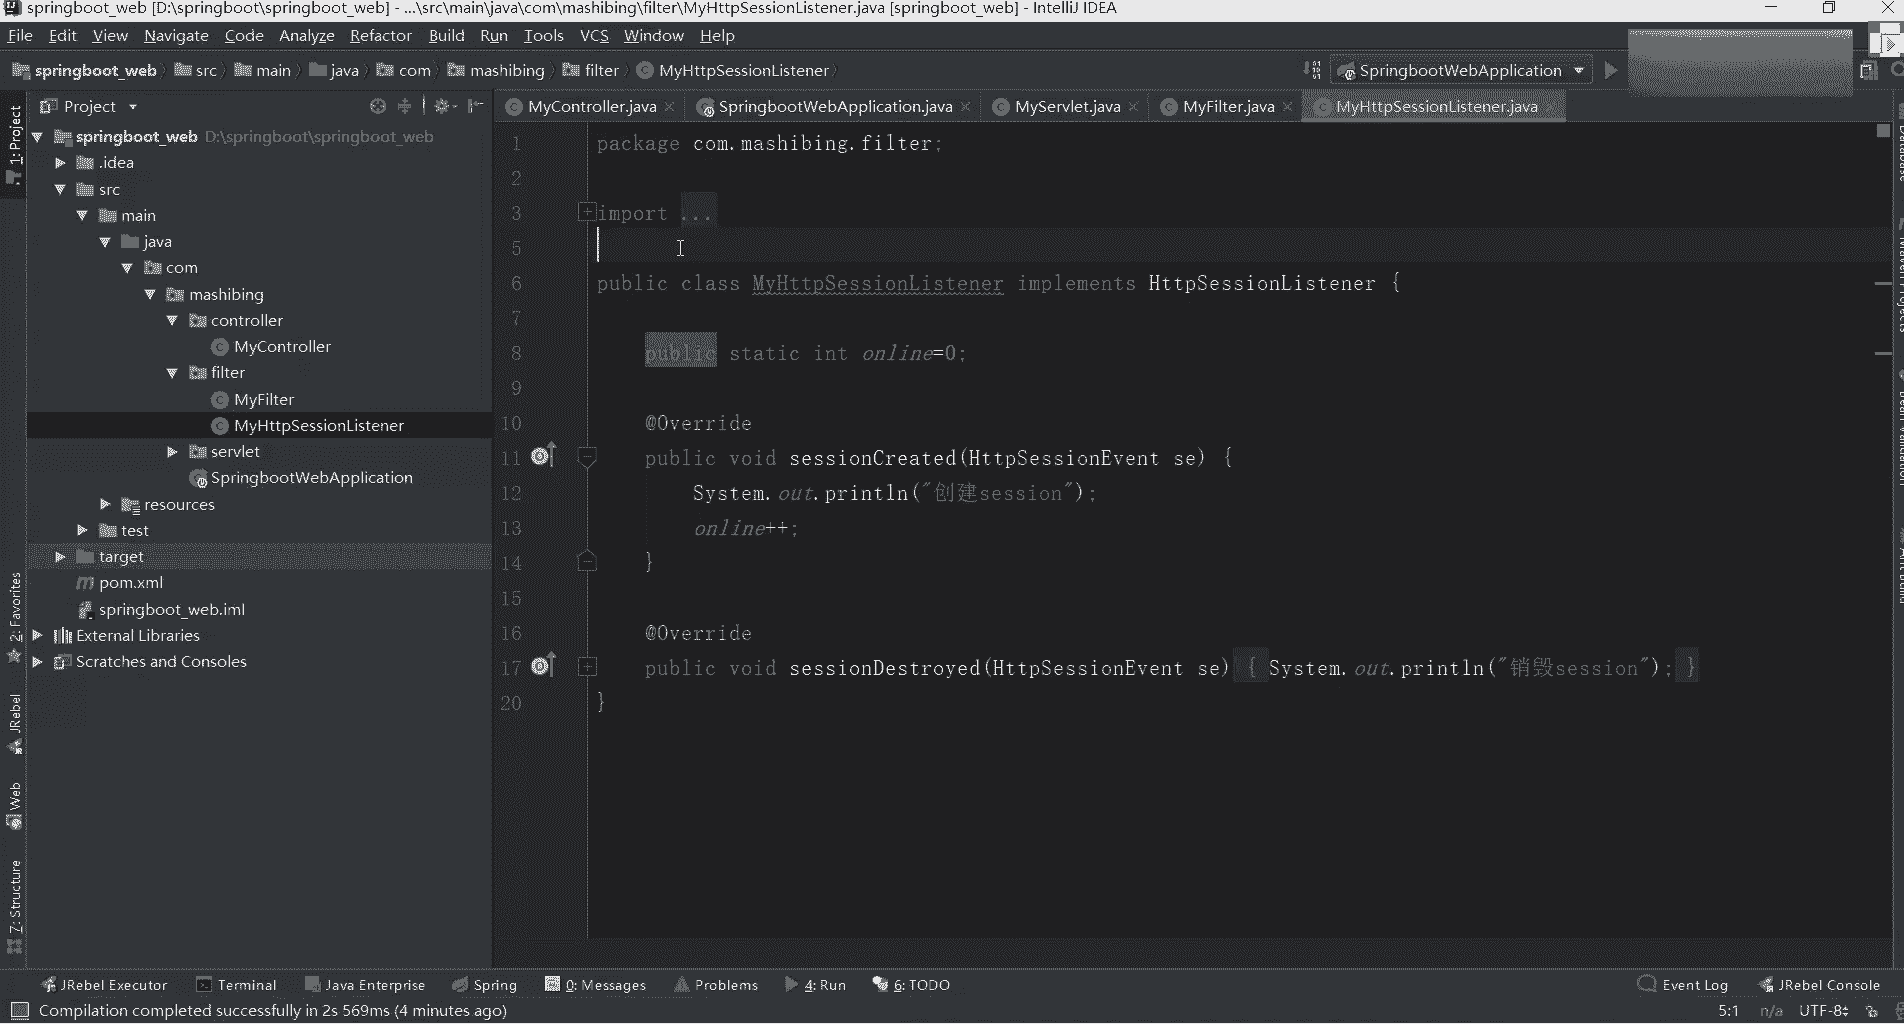 springboot_web [D:\springboot\springboot_web] - ...\src\main\java\com\mashibing\filter\MyHttpSessionListener.java [springboot_web] - IntelliJ IDEA
File Edit View Navigate Code Analyze Refactor Build Run Tools VCS Window Help
springboot_web src main java com mashibing filter MyHttpSessionListener SpringbootWebApplication
Project MyController.java SpringbootWebApplication.java MyServlet.java MyFilter.java MyHttpSessionListener.java
springboot_web D:\springboot\springboot_web
.idea
src
main
java
com
mashibing
controller
MyController
filter
MyFilter
MyHttpSessionListener
servlet
SpringbootWebApplication
resources
test
target
pom.xml
springboot_web.iml
External Libraries
Scratches and Consoles
1: Project
2: Favorites
JRebel
Web
7: Structure
1 package com.mashibing.filter;
2
3 import ...
5
6 public class MyHttpSessionListener implements HttpSessionListener {
7
8 public static int online=0;
9
10 @Override
11 public void sessionCreated(HttpSessionEvent se) {
12 System.out.println("创建session");
13 online++;
14 }
15
16 @Override
17 public void sessionDestroyed(HttpSessionEvent se) { System.out.println("销毁session"); }
20 }
Database
JRebel Executor Terminal Java Enterprise Spring 0: Messages Problems 4: Run 6: TODO Event Log JRebel Console
Compilation completed successfully in 2s 569ms (4 minutes ago) 5:1 n/a UTF-8